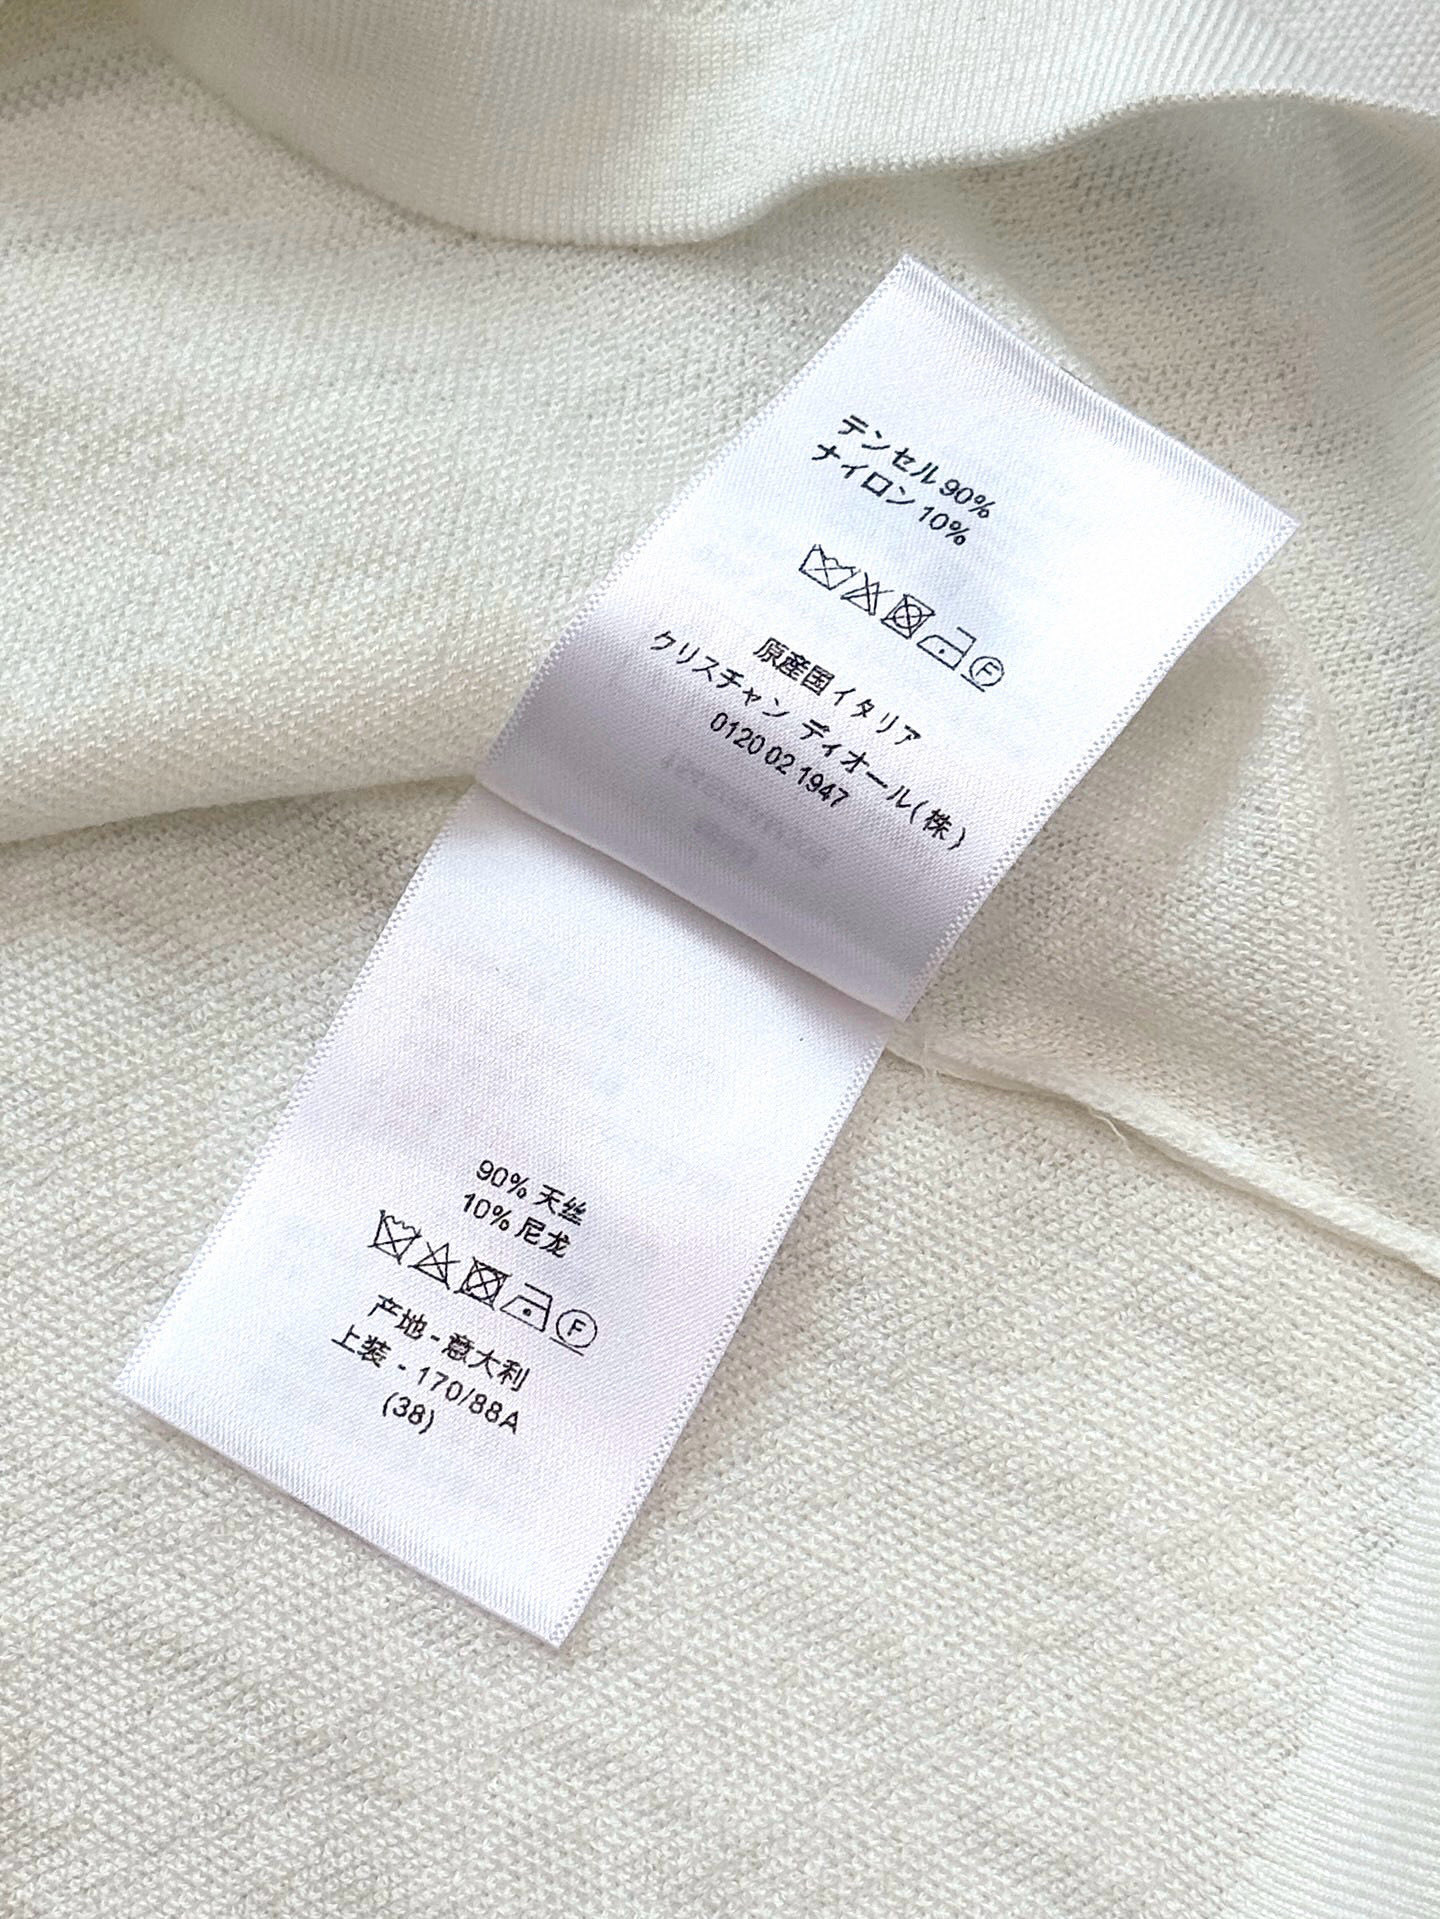 テンセル 90%
ナイロン 10%
F
原産国イタリア
クリスチャン ディオール(株)
0120 02 1947
90% 天丝
10% 尼龙
F
产地-意大利
上装 - 170/88A
(38)